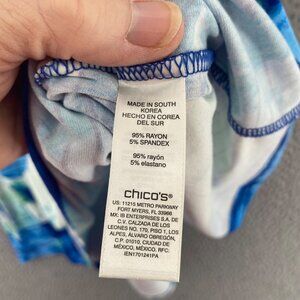 MADE IN SOUTH
KOREA
HECHO EN COREA
DEL SUR
95% RAYON
5% SPANDEX
95% rayón
5% elastano
chico's®
US: 11215 METRO PARKWAY
FORT MYERS, FL 33966
MX: IB ENTERPRISES S.A. DE
C.V. CALZADA DE LOS
LEONES NO. 170, PISO 1, LOS
ALPES, ÁLVARO OBREGÓN,
C.P. 01010, CIUDAD DE
MÉXICO, MÉXICO, RFC.
IEN1701241PA